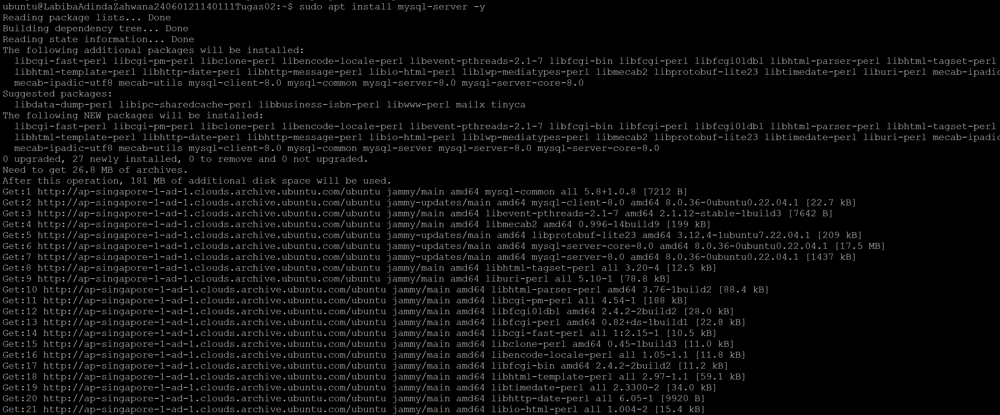 ubuntu@LabibaAdindaZahwana24060121140111Tugas02:~$ sudo apt install mysql-server -y
Reading package lists... Done
Building dependency tree... Done
Reading state information... Done
The following additional packages will be installed:
  libcgi-fast-perl libcgi-pm-perl libclone-perl libencode-locale-perl libevent-pthreads-2.1-7 libfcgi-bin libfcgi-perl libfcgi0ldbl libhtml-parser-perl libhtml-tagset-perl
  libhtml-template-perl libhttp-date-perl libhttp-message-perl libio-html-perl liblwp-mediatypes-perl libmecab2 libprotobuf-lite23 libtimedate-perl liburi-perl mecab-ipadic
  mecab-ipadic-utf8 mecab-utils mysql-client-8.0 mysql-common mysql-server-8.0 mysql-server-core-8.0
Suggested packages:
  libdata-dump-perl libipc-sharedcache-perl libbusiness-isbn-perl libwww-perl mailx tinyca
The following NEW packages will be installed:
  libcgi-fast-perl libcgi-pm-perl libclone-perl libencode-locale-perl libevent-pthreads-2.1-7 libfcgi-bin libfcgi-perl libfcgi0ldbl libhtml-parser-perl libhtml-tagset-perl
  libhtml-template-perl libhttp-date-perl libhttp-message-perl libio-html-perl liblwp-mediatypes-perl libmecab2 libprotobuf-lite23 libtimedate-perl liburi-perl mecab-ipadic
  mecab-ipadic-utf8 mecab-utils mysql-client-8.0 mysql-common mysql-server mysql-server-8.0 mysql-server-core-8.0
0 upgraded, 27 newly installed, 0 to remove and 0 not upgraded.
Need to get 26.8 MB of archives.
After this operation, 181 MB of additional disk space will be used.
Get:1 http://ap-singapore-1-ad-1.clouds.archive.ubuntu.com/ubuntu jammy/main amd64 mysql-common all 5.8+1.0.8 [7212 B]
Get:2 http://ap-singapore-1-ad-1.clouds.archive.ubuntu.com/ubuntu jammy-updates/main amd64 mysql-client-8.0 amd64 8.0.36-0ubuntu0.22.04.1 [22.7 kB]
Get:3 http://ap-singapore-1-ad-1.clouds.archive.ubuntu.com/ubuntu jammy/main amd64 libevent-pthreads-2.1-7 amd64 2.1.12-stable-1build3 [7642 B]
Get:4 http://ap-singapore-1-ad-1.clouds.archive.ubuntu.com/ubuntu jammy/main amd64 libmecab2 amd64 0.996-14build9 [199 kB]
Get:5 http://ap-singapore-1-ad-1.clouds.archive.ubuntu.com/ubuntu jammy-updates/main amd64 libprotobuf-lite23 amd64 3.12.4-1ubuntu7.22.04.1 [209 kB]
Get:6 http://ap-singapore-1-ad-1.clouds.archive.ubuntu.com/ubuntu jammy-updates/main amd64 mysql-server-core-8.0 amd64 8.0.36-0ubuntu0.22.04.1 [17.5 MB]
Get:7 http://ap-singapore-1-ad-1.clouds.archive.ubuntu.com/ubuntu jammy-updates/main amd64 mysql-server-8.0 amd64 8.0.36-0ubuntu0.22.04.1 [1437 kB]
Get:8 http://ap-singapore-1-ad-1.clouds.archive.ubuntu.com/ubuntu jammy/main amd64 libhtml-tagset-perl all 3.20-4 [12.5 kB]
Get:9 http://ap-singapore-1-ad-1.clouds.archive.ubuntu.com/ubuntu jammy/main amd64 liburi-perl all 5.10-1 [78.8 kB]
Get:10 http://ap-singapore-1-ad-1.clouds.archive.ubuntu.com/ubuntu jammy/main amd64 libhtml-parser-perl amd64 3.76-1build2 [88.4 kB]
Get:11 http://ap-singapore-1-ad-1.clouds.archive.ubuntu.com/ubuntu jammy/main amd64 libcgi-pm-perl all 4.54-1 [188 kB]
Get:12 http://ap-singapore-1-ad-1.clouds.archive.ubuntu.com/ubuntu jammy/main amd64 libfcgi0ldbl amd64 2.4.2-2build2 [28.0 kB]
Get:13 http://ap-singapore-1-ad-1.clouds.archive.ubuntu.com/ubuntu jammy/main amd64 libfcgi-perl amd64 0.82+ds-1build1 [22.8 kB]
Get:14 http://ap-singapore-1-ad-1.clouds.archive.ubuntu.com/ubuntu jammy/main amd64 libcgi-fast-perl all 1:2.15-1 [10.5 kB]
Get:15 http://ap-singapore-1-ad-1.clouds.archive.ubuntu.com/ubuntu jammy/main amd64 libclone-perl amd64 0.45-1build3 [11.0 kB]
Get:16 http://ap-singapore-1-ad-1.clouds.archive.ubuntu.com/ubuntu jammy/main amd64 libencode-locale-perl all 1.05-1.1 [11.8 kB]
Get:17 http://ap-singapore-1-ad-1.clouds.archive.ubuntu.com/ubuntu jammy/main amd64 libfcgi-bin amd64 2.4.2-2build2 [11.2 kB]
Get:18 http://ap-singapore-1-ad-1.clouds.archive.ubuntu.com/ubuntu jammy/main amd64 libhtml-template-perl all 2.97-1.1 [59.1 kB]
Get:19 http://ap-singapore-1-ad-1.clouds.archive.ubuntu.com/ubuntu jammy/main amd64 libtimedate-perl all 2.3300-2 [34.0 kB]
Get:20 http://ap-singapore-1-ad-1.clouds.archive.ubuntu.com/ubuntu jammy/main amd64 libhttp-date-perl all 6.05-1 [9920 B]
Get:21 http://ap-singapore-1-ad-1.clouds.archive.ubuntu.com/ubuntu jammy/main amd64 libio-html-perl all 1.004-2 [15.4 kB]